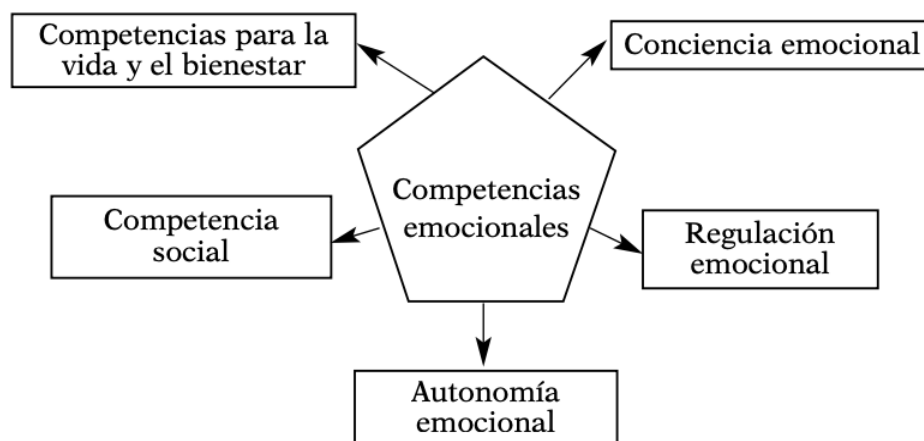 Competencias para la
vida y el bienestar
Conciencia emocional
Competencias
emocionales
Competencia
social
Regulación
emocional
Autonomía
emocional